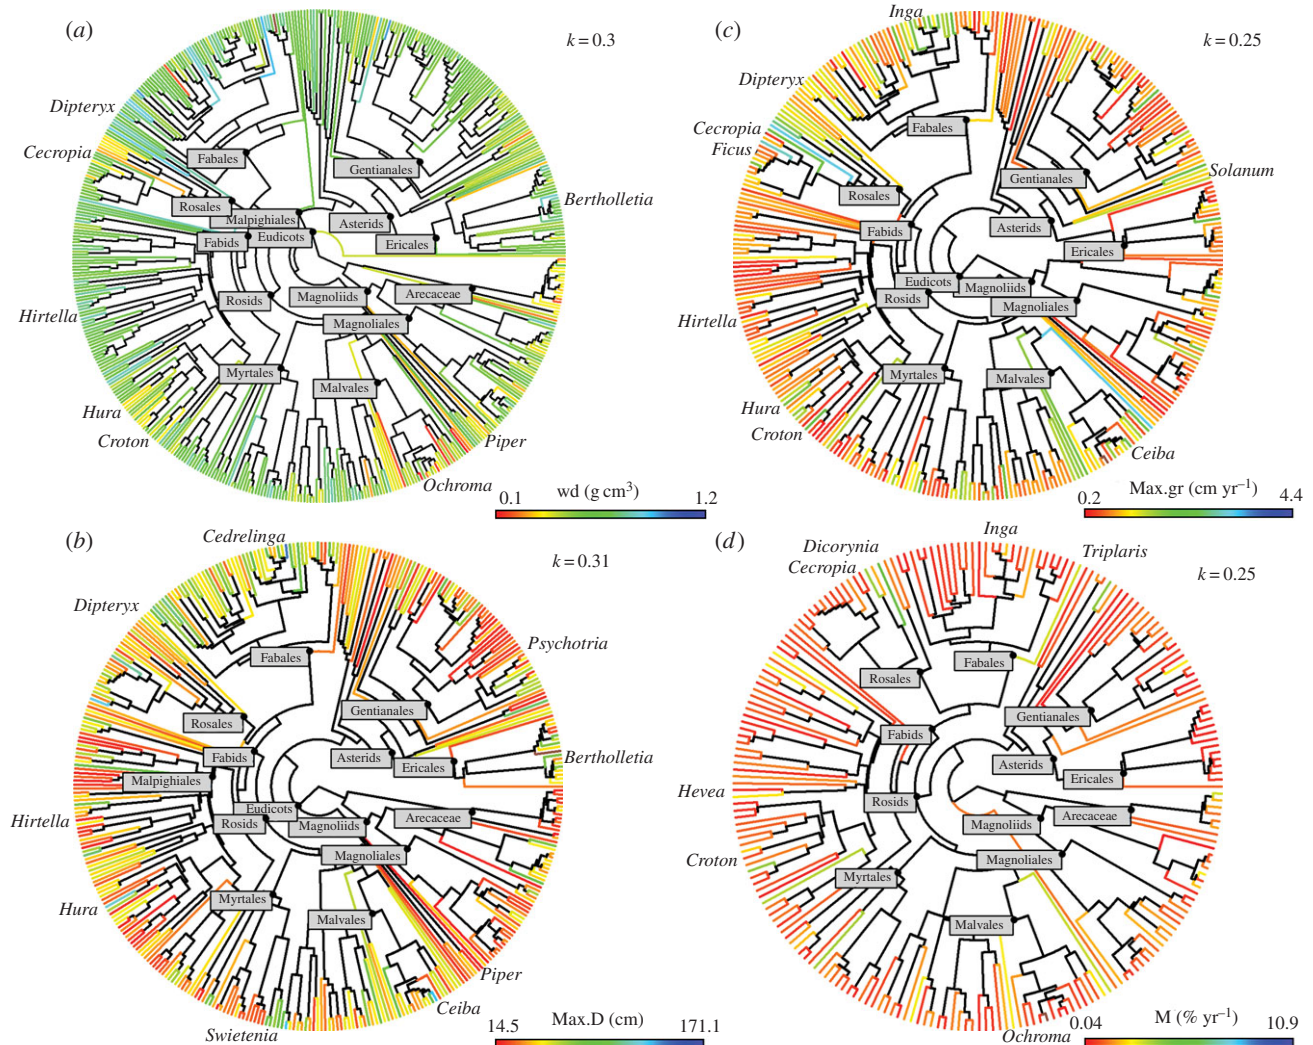 (a)
k = 0.3
Dipteryx
Cecropia
Bertholletia
Hirtella
Hura
Croton
Piper
Ochroma
Fabales
Gentianales
Rosales
Malpighiales
Asterids
Fabids
Eudicots
Ericales
Rosids
Magnoliids
Arecaceae
Magnoliales
Myrtales
Malvales
0.1 wd (g cm³) 1.2
(c)
Inga
k = 0.25
Dipteryx
Cecropia
Ficus
Solanum
Hirtella
Hura
Croton
Ceiba
Fabales
Gentianales
Rosales
Asterids
Fabids
Ericales
Eudicots
Magnoliids
Rosids
Magnoliales
Myrtales
Malvales
0.2 Max.gr (cm yr⁻¹) 4.4
(b)
Cedrelinga
k = 0.31
Dipteryx
Psychotria
Bertholletia
Hirtella
Hura
Piper
Ceiba
Swietenia
Fabales
Gentianales
Rosales
Fabids
Asterids
Ericales
Malpighiales
Eudicots
Rosids
Magnoliids
Arecaceae
Magnoliales
Myrtales
Malvales
14.5 Max.D (cm) 171.1
(d)
Inga
Dicorynia
Triplaris
Cecropia
k = 0.25
Hevea
Croton
Ochroma
Fabales
Rosales
Gentianales
Fabids
Asterids
Ericales
Rosids
Magnoliids
Arecaceae
Magnoliales
Myrtales
Malvales
0.04 M (% yr⁻¹) 10.9